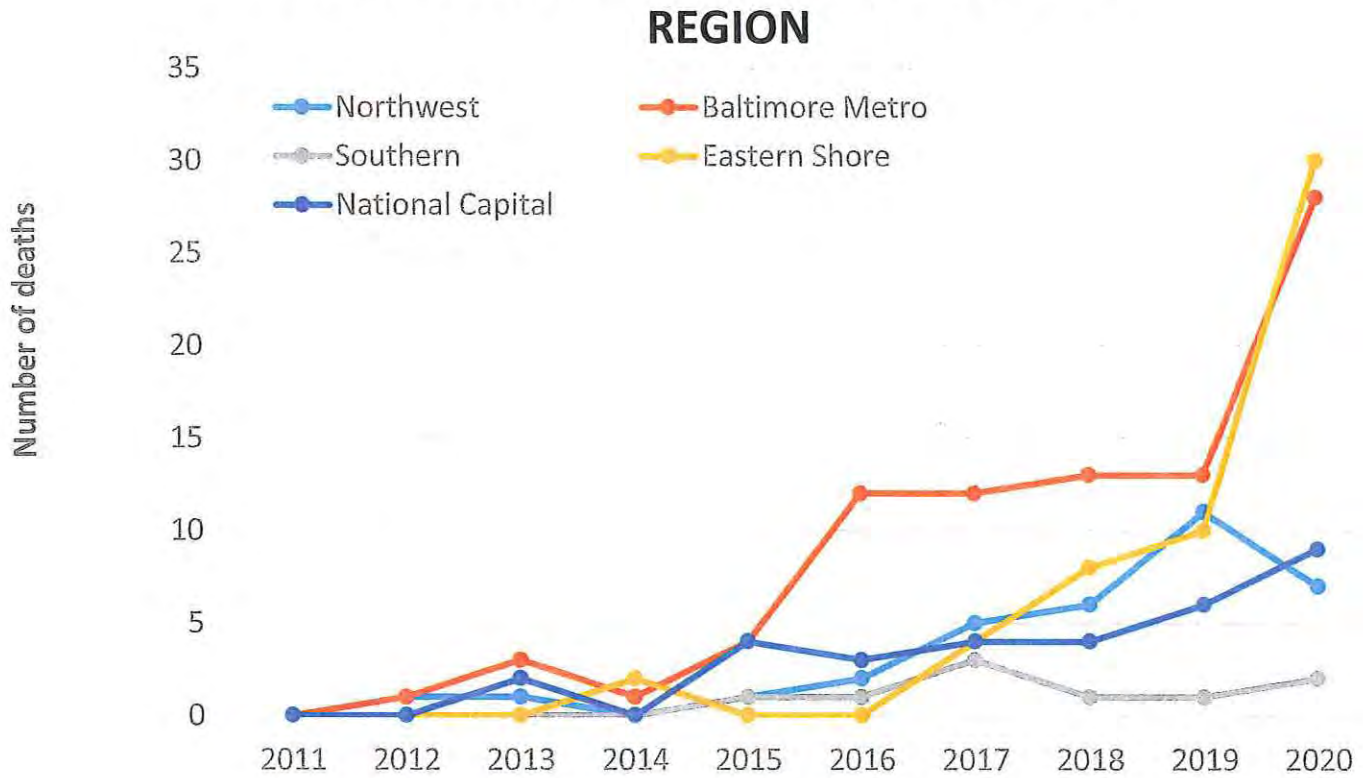 REGION
35
Northwest
Baltimore Metro
30
Southern
Eastern Shore
National Capital
25
Number of deaths
20
15
10
5
0
2011 2012 2013 2014 2015 2016 2017 2018 2019 2020